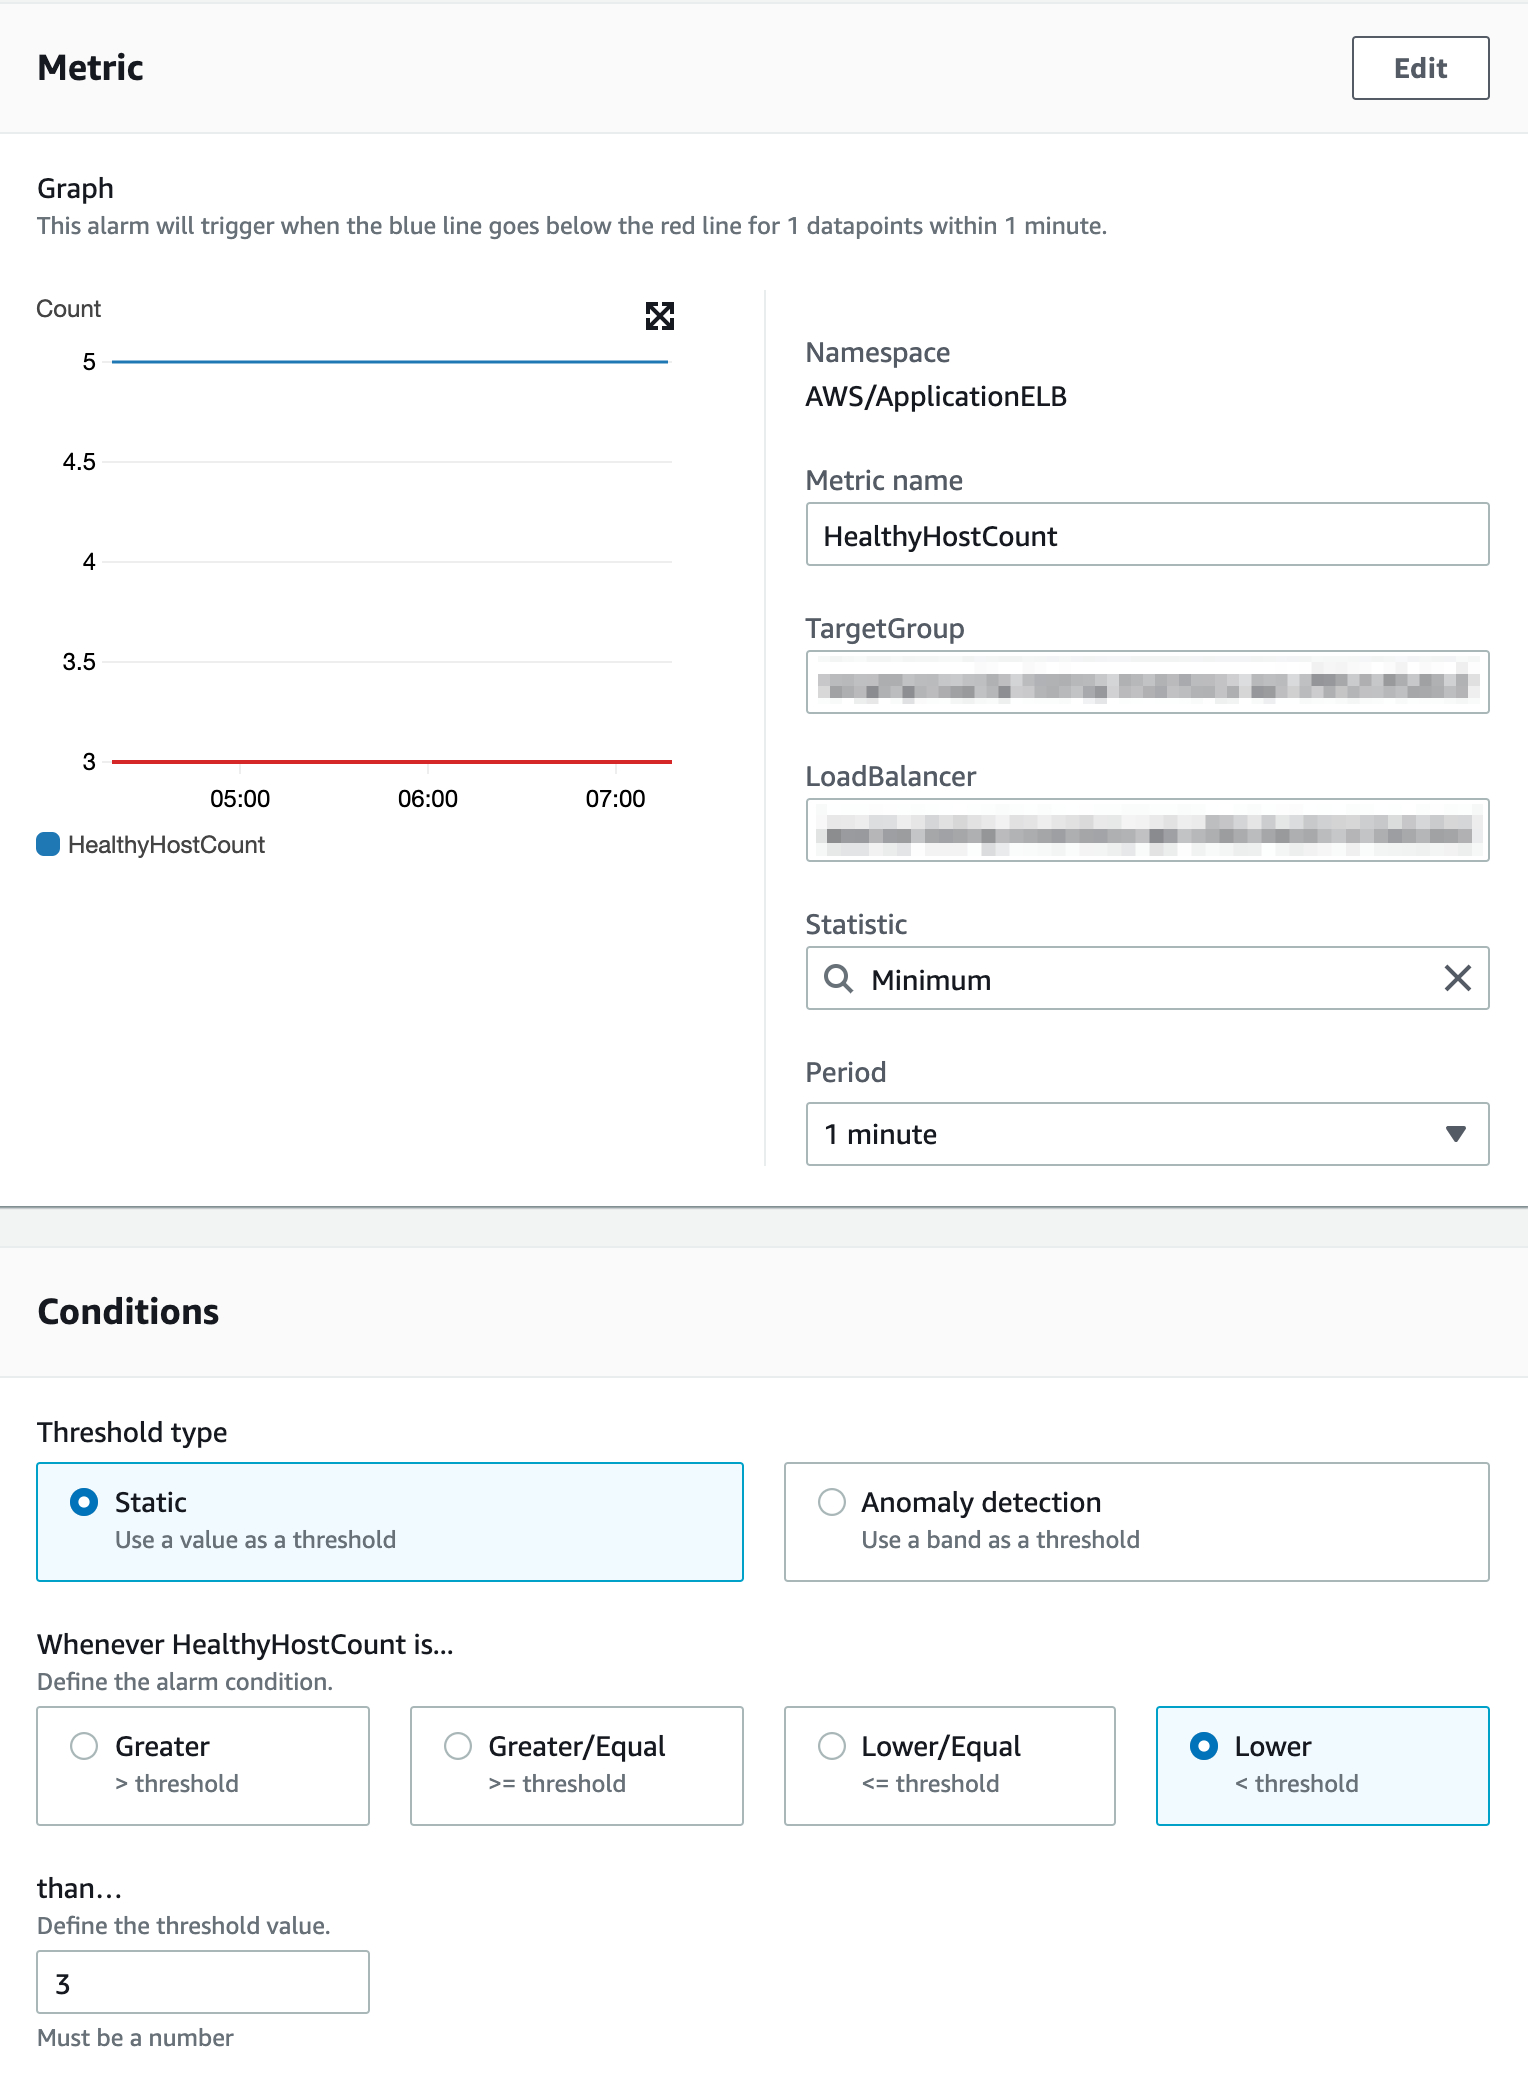 Metric
Edit
Graph
This alarm will trigger when the blue line goes below the red line for 1 datapoints within 1 minute.
Count
5
4.5
4
3.5
3
05:00 06:00 07:00
HealthyHostCount
Namespace
AWS/ApplicationELB
Metric name
HealthyHostCount
TargetGroup
LoadBalancer
Statistic
Minimum
Period
1 minute
Conditions
Threshold type
Static
Use a value as a threshold
Anomaly detection
Use a band as a threshold
Whenever HealthyHostCount is...
Define the alarm condition.
Greater
> threshold
Greater/Equal
>= threshold
Lower/Equal
<= threshold
Lower
< threshold
than...
Define the threshold value.
3
Must be a number